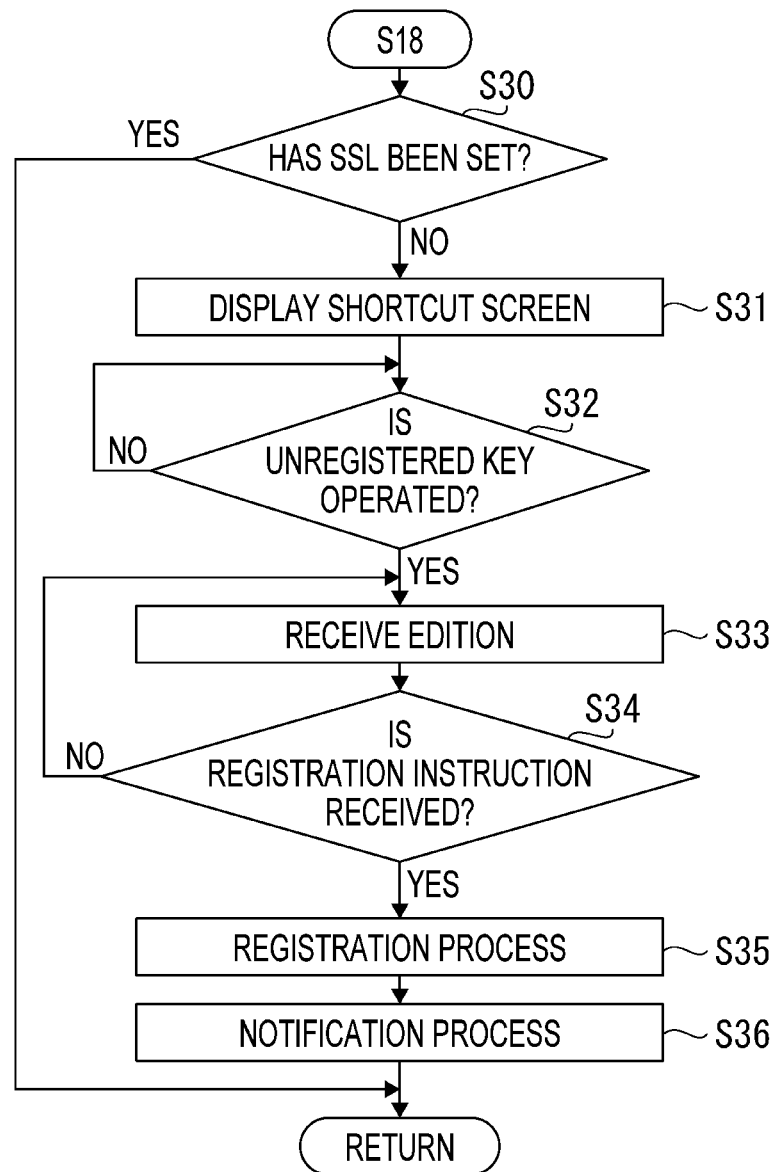 S18
S30
YES
HAS SSL BEEN SET?
NO
DISPLAY SHORTCUT SCREEN
S31
S32
IS
UNREGISTERED KEY
OPERATED?
NO
YES
RECEIVE EDITION
S33
S34
IS
REGISTRATION INSTRUCTION
RECEIVED?
NO
YES
REGISTRATION PROCESS
S35
NOTIFICATION PROCESS
S36
RETURN